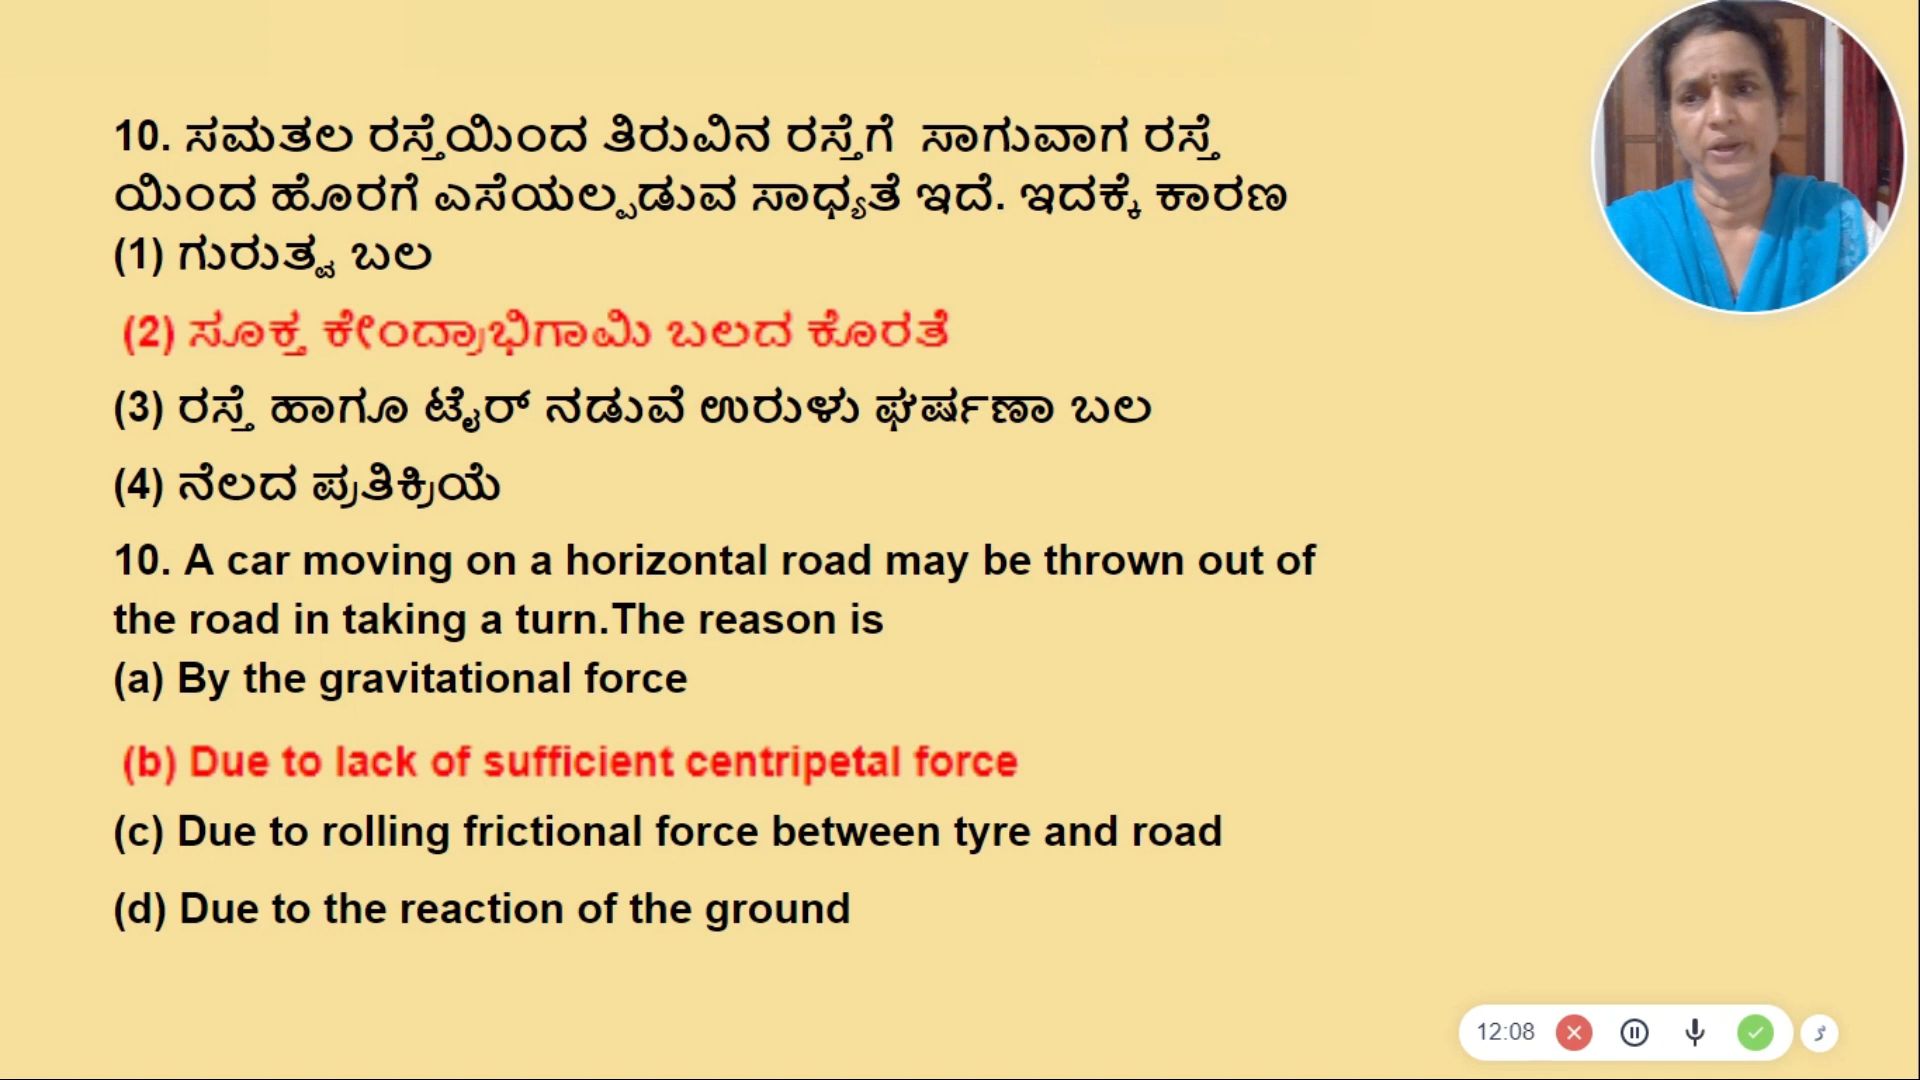 10. ಸಮತಲ ರಸ್ತೆಯಿಂದ ತಿರುವಿನ ರಸ್ತೆಗೆ ಸಾಗುವಾಗ ರಸ್ತೆ
ಯಿಂದ ಹೊರಗೆ ಎಸೆಯಲ್ಪಡುವ ಸಾಧ್ಯತೆ ಇದೆ. ಇದಕ್ಕೆ ಕಾರಣ
(1) ಗುರುತ್ವ ಬಲ
(2) ಸೂಕ್ತ ಕೇಂದ್ರಾಭಿಗಾಮಿ ಬಲದ ಕೊರತೆ
(3) ರಸ್ತೆ ಹಾಗೂ ಟೈರ್ ನಡುವೆ ಉರುಳು ಘರ್ಷಣಾ ಬಲ
(4) ನೆಲದ ಪ್ರತಿಕ್ರಿಯೆ
10. A car moving on a horizontal road may be thrown out of
the road in taking a turn.The reason is
(a) By the gravitational force
(b) Due to lack of sufficient centripetal force
(c) Due to rolling frictional force between tyre and road
(d) Due to the reaction of the ground
12:08